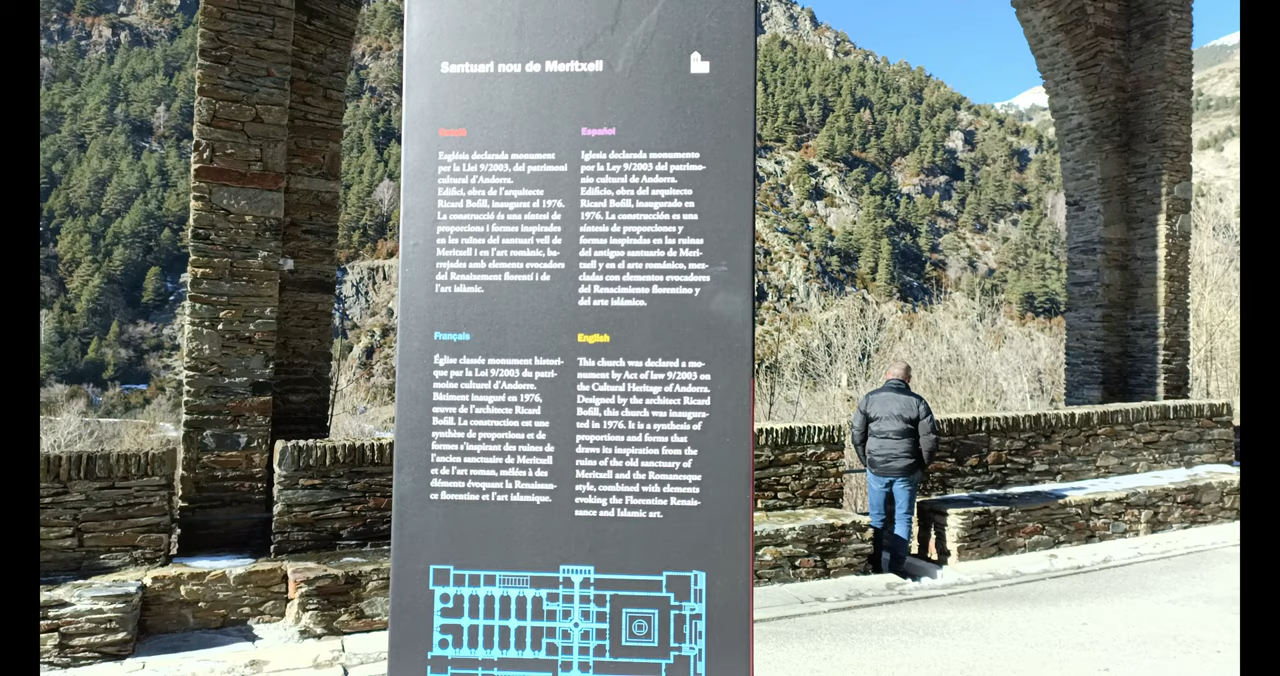 Santuari nou de Meritxell
Català
Església declarada monument
per la Llei 9/2003, del patrimoni
cultural d'Andorra.
Edifici, obra de l'arquitecte
Ricard Bofill, inaugurat el 1976.
La construcció és una síntesi de
proporcions i formes inspirades
en les ruïnes del santuari vell de
Meritxell i en l'art romànic, ba-
rrejades amb elements evocadors
del Renaixement florentí i de
l'art islàmic.
Español
Iglesia declarada monumento
por la Ley 9/2003 del patrimo-
nio cultural de Andorra.
Edificio, obra del arquitecto
Ricard Bofill, inaugurado en
1976. La construcción es una
síntesis de proporciones y
formas inspiradas en las ruinas
del antiguo santuario de Meri-
txell y en el arte románico, mez-
cladas con elementos evocadores
del Renacimiento florentino y
del arte islámico.
Français
Église classée monument histori-
que par la Loi 9/2003 du patri-
moine culturel d'Andorre.
Bâtiment inauguré en 1976,
œuvre de l'architecte Ricard
Bofill. La construction est une
synthèse de proportions et de
formes s'inspirant des ruines de
l'ancien sanctuaire de Meritxell
et de l'art roman, mêlées à des
éléments évoquant la Renaissan-
ce florentine et l'art islamique.
English
This church was declared a mo-
nument by Act of law 9/2003 on
the Cultural Heritage of Andorra.
Designed by the architect Ricard
Bofill, this church was inaugura-
ted in 1976. It is a synthesis of
proportions and forms that
draws its inspiration from the
ruins of the old sanctuary of
Meritxell and the Romanesque
style, combined with elements
evoking the Florentine Renais-
sance and Islamic art.